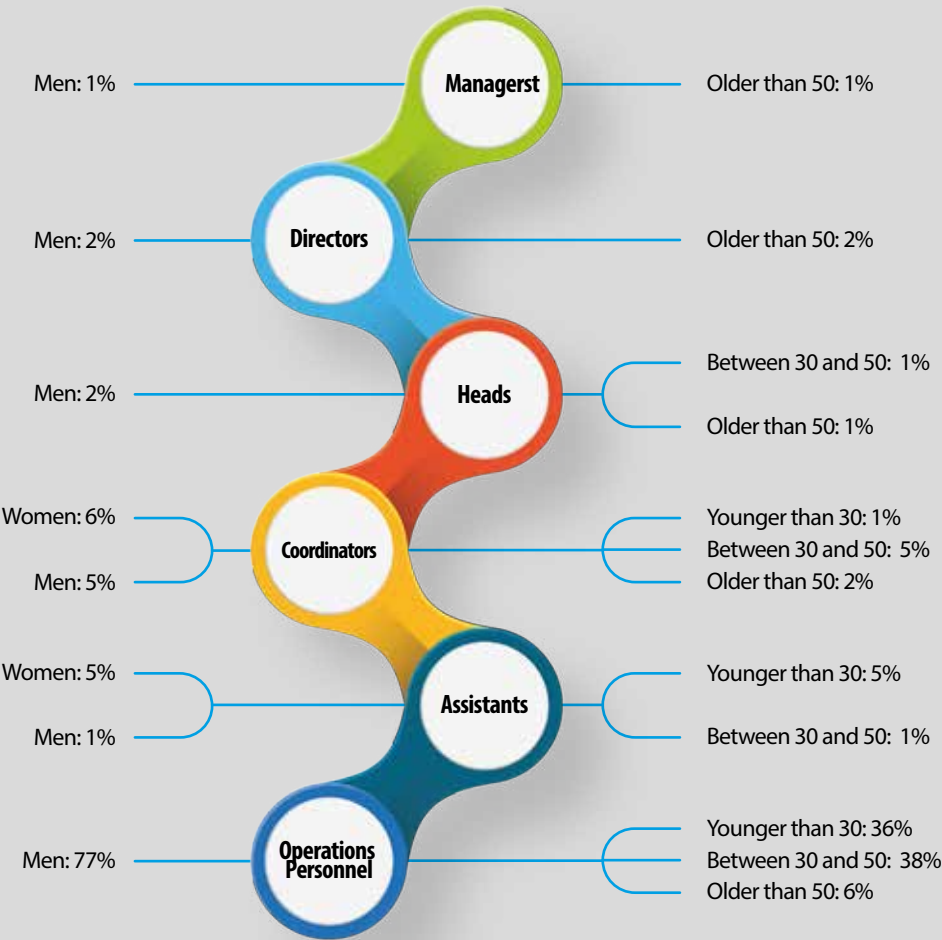 Men: 1%
Managerst
Older than 50: 1%
Men: 2%
Directors
Older than 50: 2%
Men: 2%
Heads
Between 30 and 50: 1%
Older than 50: 1%
Women: 6%
Men: 5%
Coordinators
Younger than 30: 1%
Between 30 and 50: 5%
Older than 50: 2%
Women: 5%
Men: 1%
Assistants
Younger than 30: 5%
Between 30 and 50: 1%
Men: 77%
Operations
Personnel
Younger than 30: 36%
Between 30 and 50: 38%
Older than 50: 6%